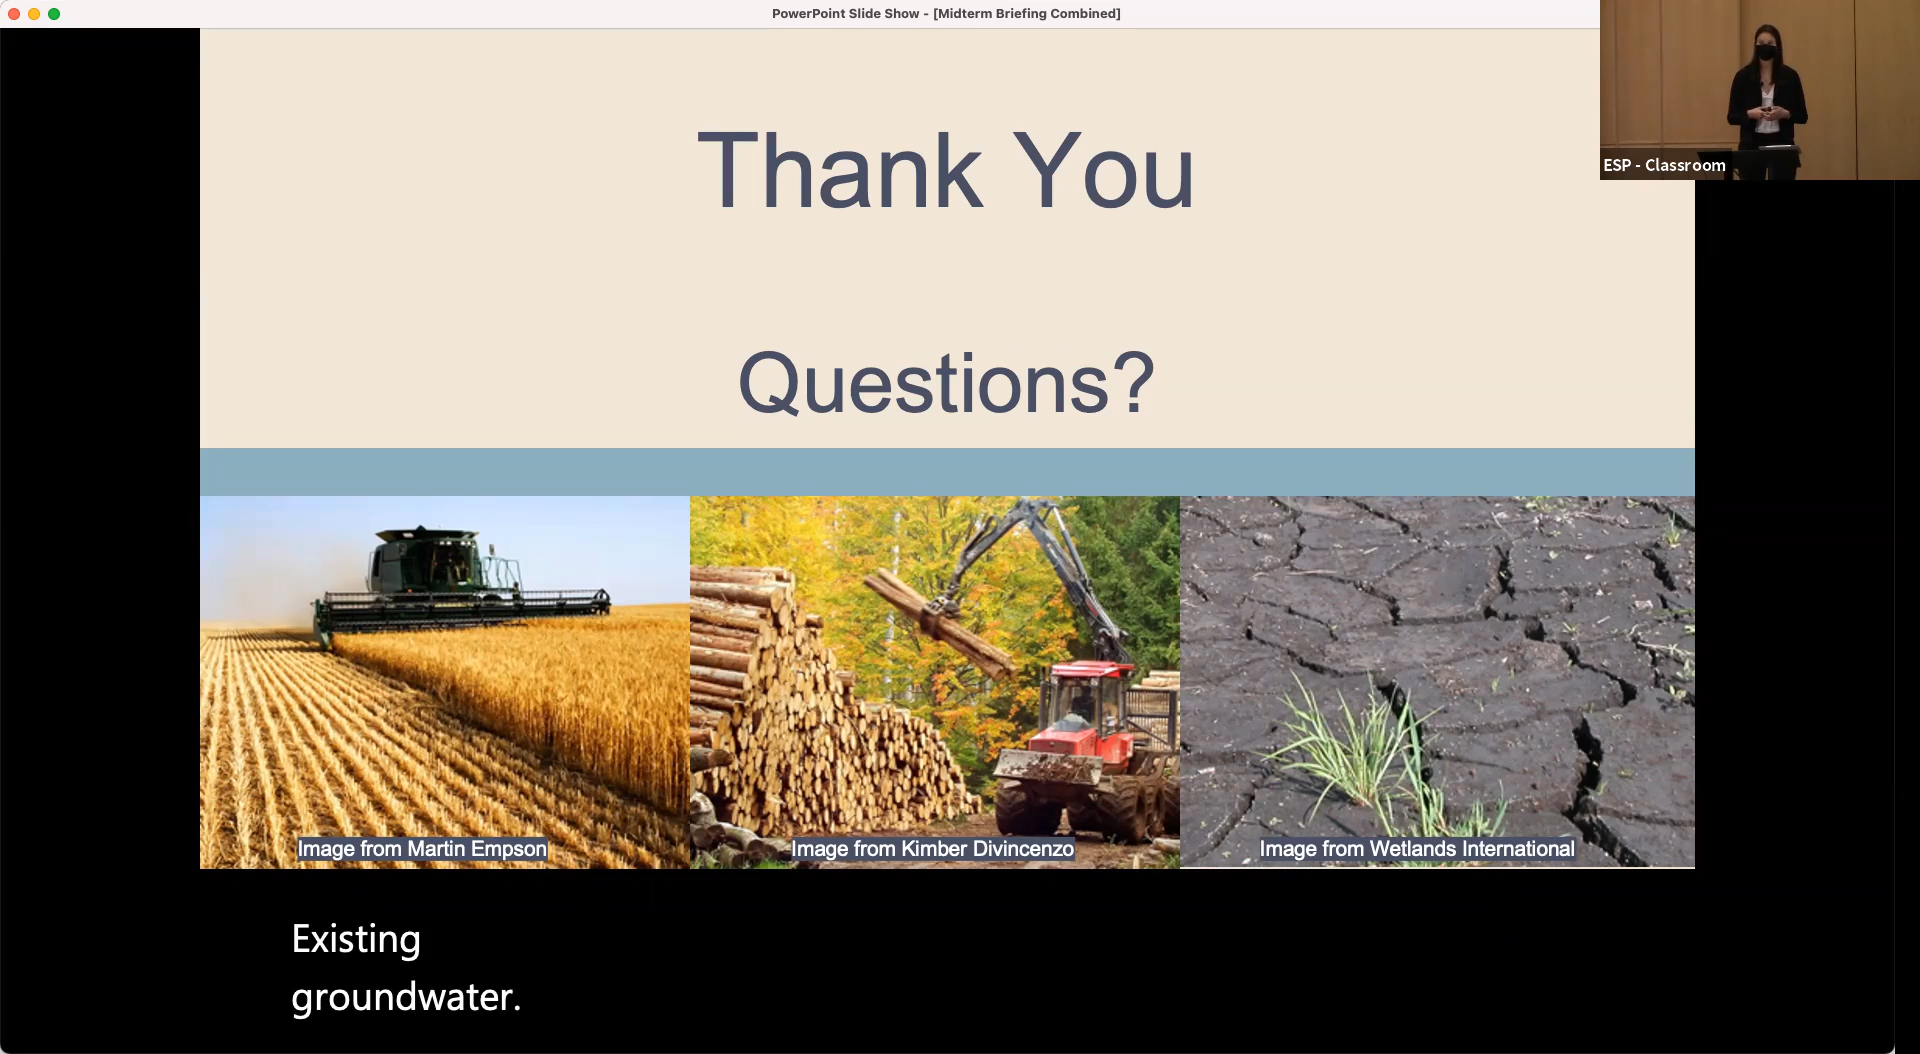 PowerPoint Slide Show - [Midterm Briefing Combined]
ESP - Classroom
Thank You
Questions?
Image from Martin Empson
Image from Kimber Divincenzo
Image from Wetlands International
Existing
groundwater.